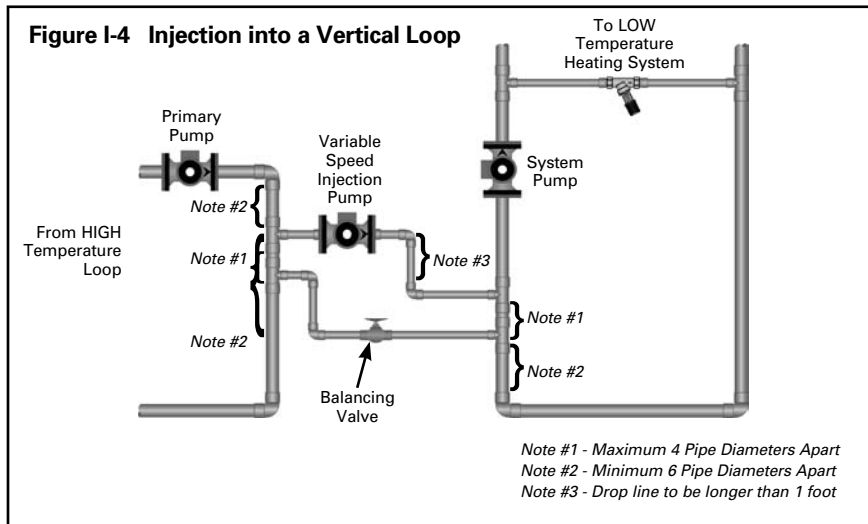 Figure I-4 Injection into a Vertical Loop
To LOW
Temperature
Heating System
Primary
Pump
Variable
Speed
Injection
Pump
System
Pump
Note #2
From HIGH
Temperature
Loop
Note #1
Note #3
Note #2
Note #1
Note #2
Balancing
Valve
Note #1 - Maximum 4 Pipe Diameters Apart
Note #2 - Minimum 6 Pipe Diameters Apart
Note #3 - Drop line to be longer than 1 foot